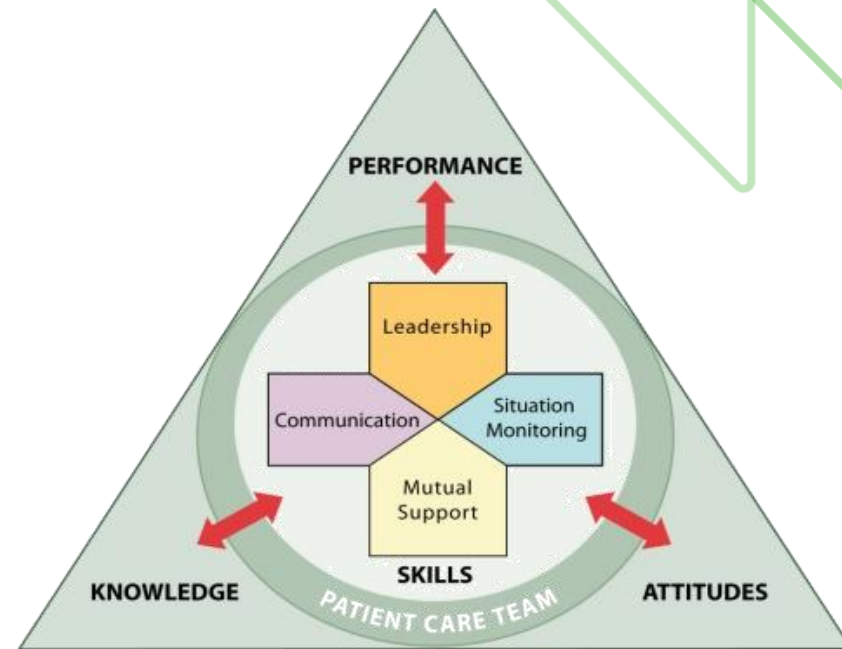 PERFORMANCE
Leadership
Communication
Situation
Monitoring
Mutual
Support
SKILLS
KNOWLEDGE
ATTITUDES
PATIENT CARE TEAM